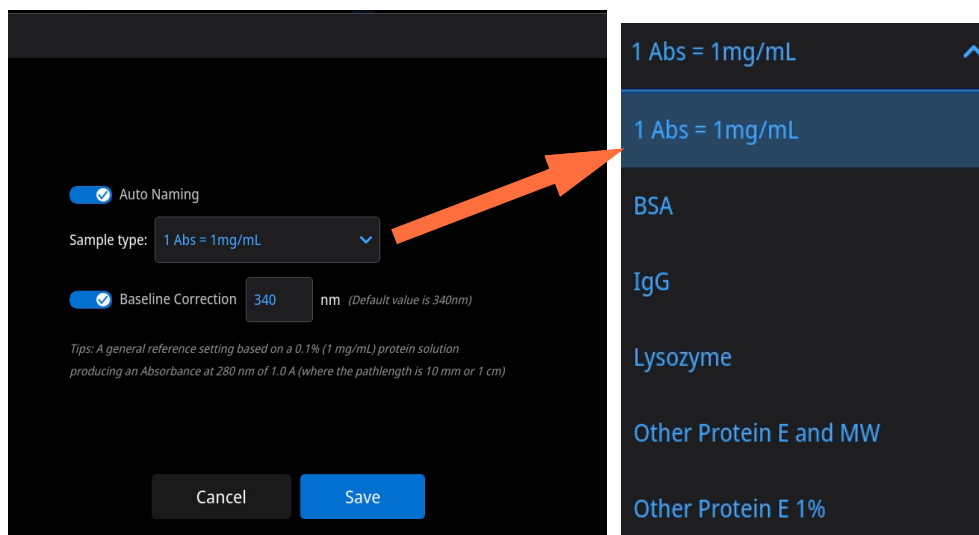 Auto Naming
Sample type: 1 Abs = 1mg/mL
Baseline Correction 340 nm (Default value is 340nm)
Tips: A general reference setting based on a 0.1% (1 mg/mL) protein solution
producing an Absorbance at 280 nm of 1.0 A (where the pathlength is 10 mm or 1 cm)
Cancel Save
1 Abs = 1mg/mL
1 Abs = 1mg/mL
BSA
IgG
Lysozyme
Other Protein E and MW
Other Protein E 1%